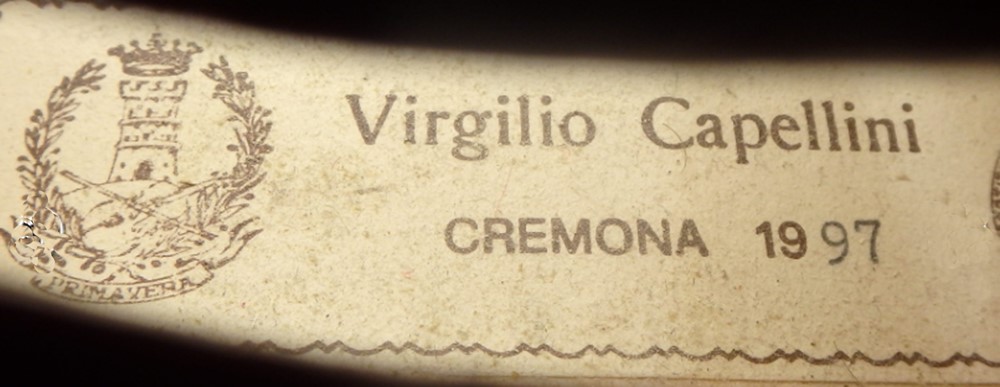 Virgilio Capellini
CREMONA 1997
PRIMAVERA